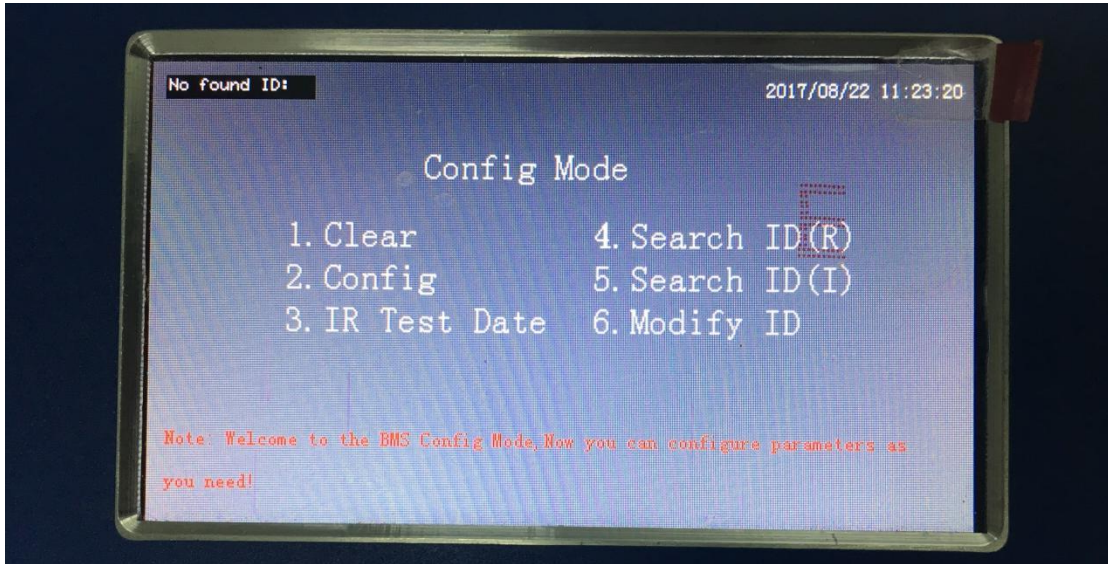 No found ID:
2017/08/22 11:23:20
Config Mode
1. Clear
2. Config
3. IR Test Date
4. Search ID(R)
5. Search ID(I)
6. Modify ID
Note: Welcome to the BMS Config Mode,Now you can configure parameters as
you need!